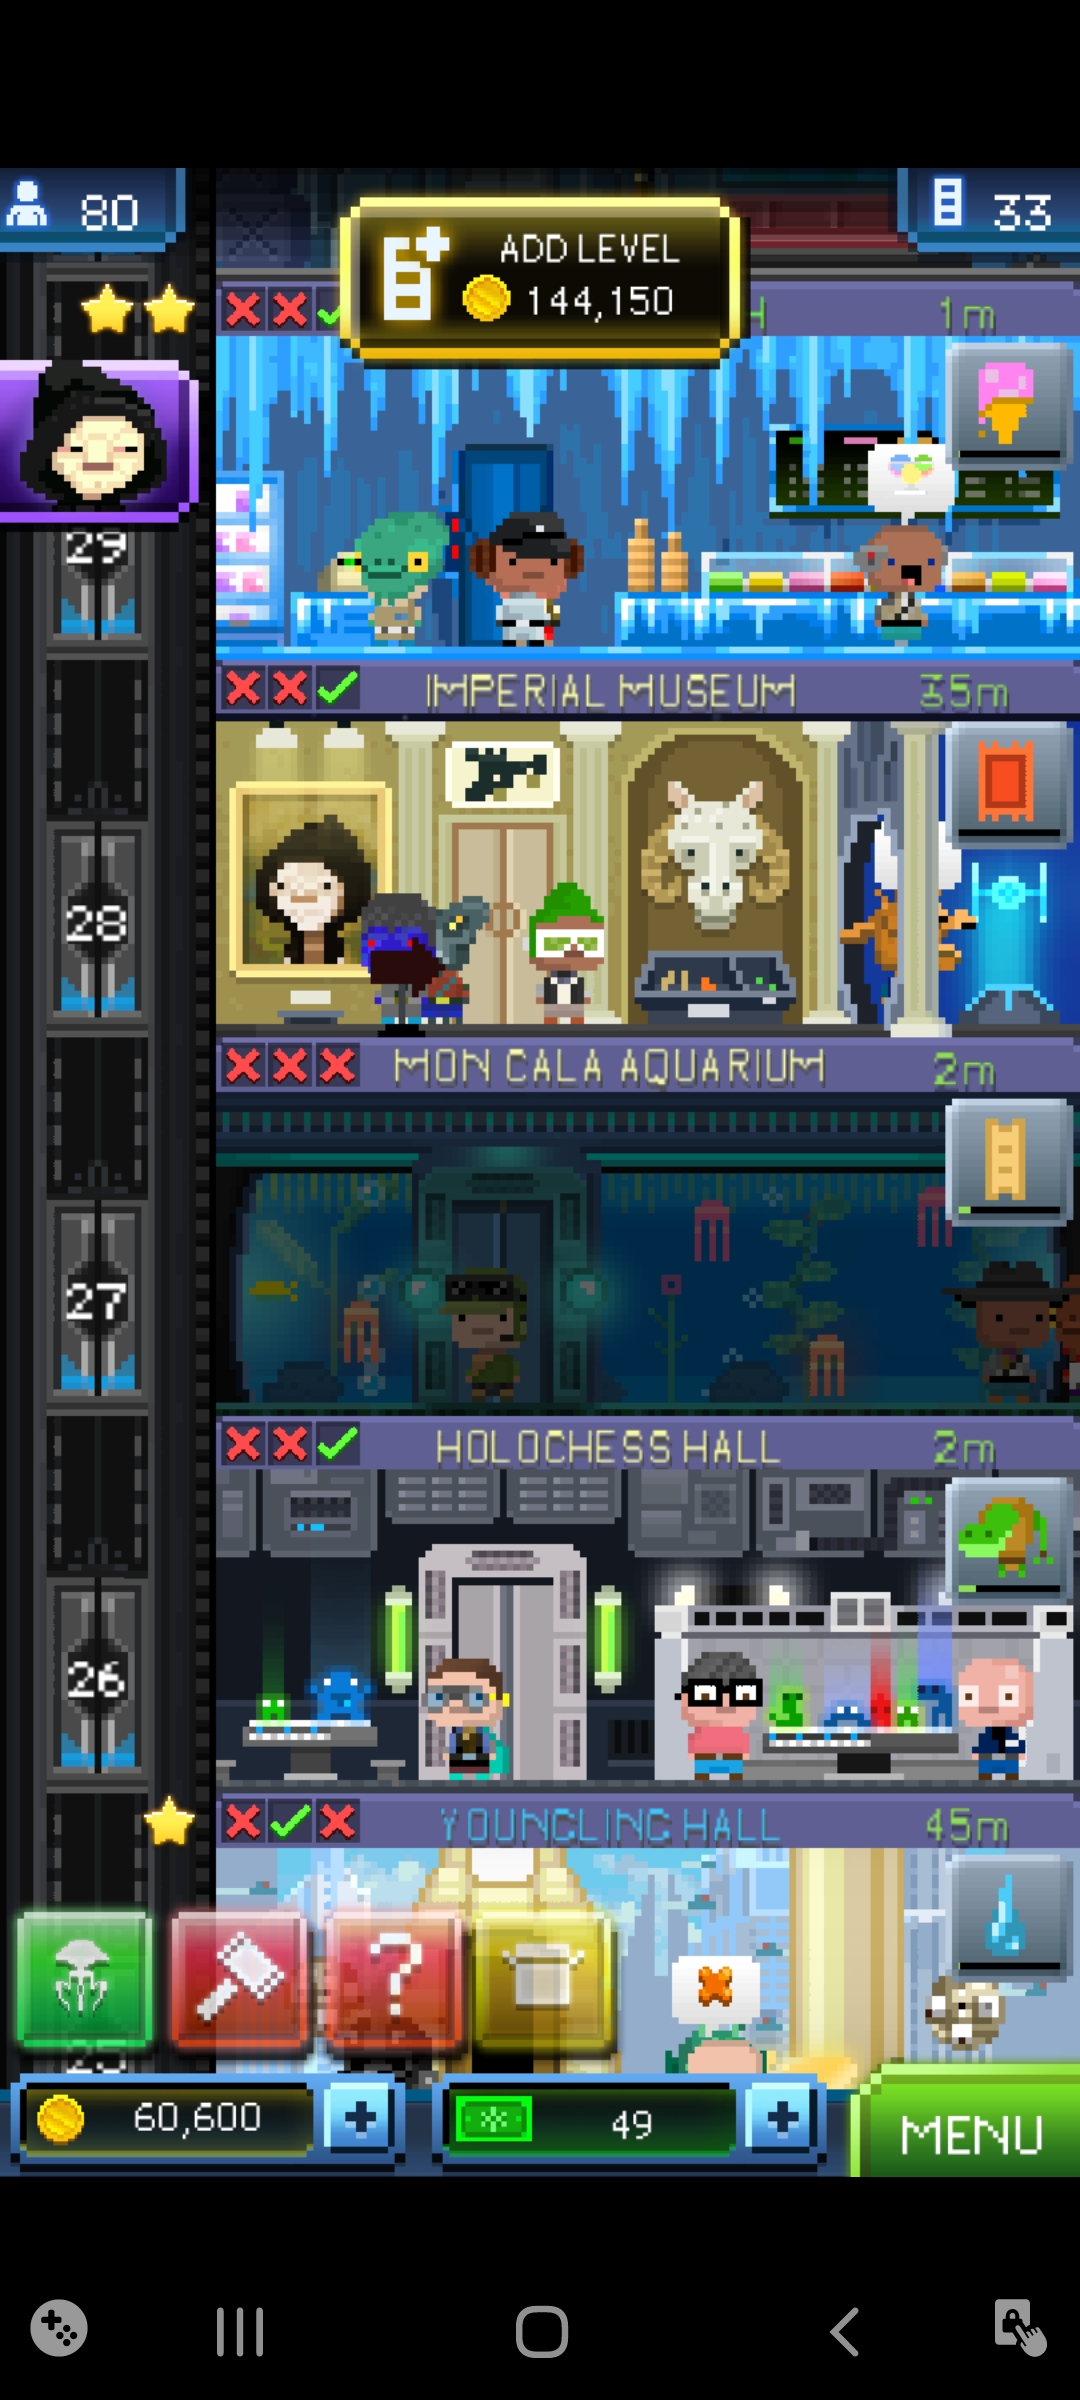 80
ADD LEVEL
144,150
33
1m
29
IMPERIAL MUSEUM
35m
28
MON CALA AQUARIUM
2m
27
HOLOCHESS HALL
2m
26
YOUNGLING HALL
45m
?
25
60,600
+
49
+
MENU